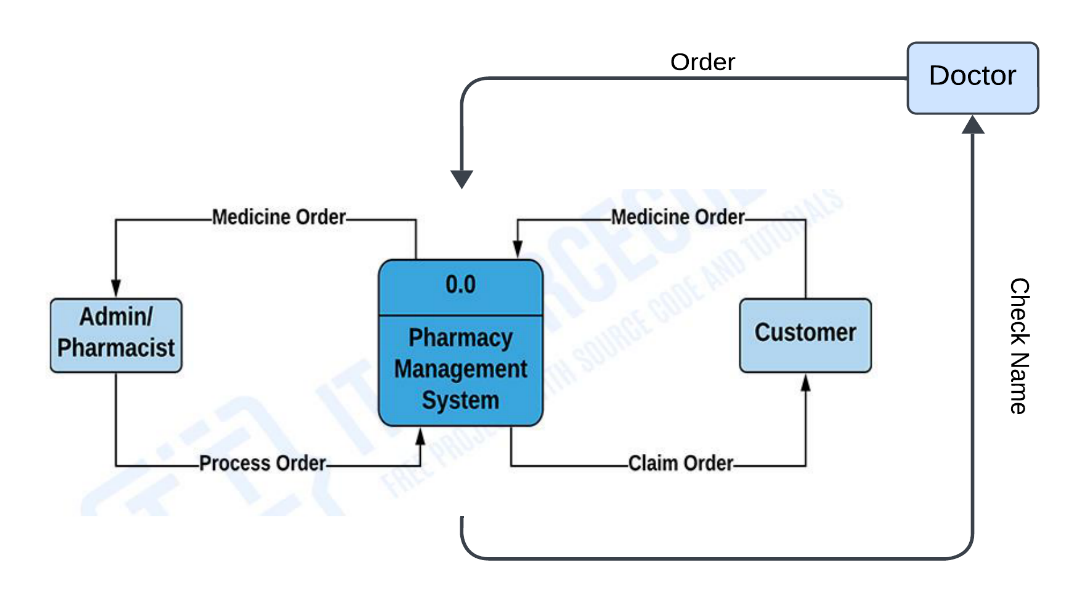 Order
Doctor
Medicine Order
Medicine Order
0.0
Admin/
Pharmacist
Pharmacy
Management
System
Customer
Check Name
Process Order
Claim Order